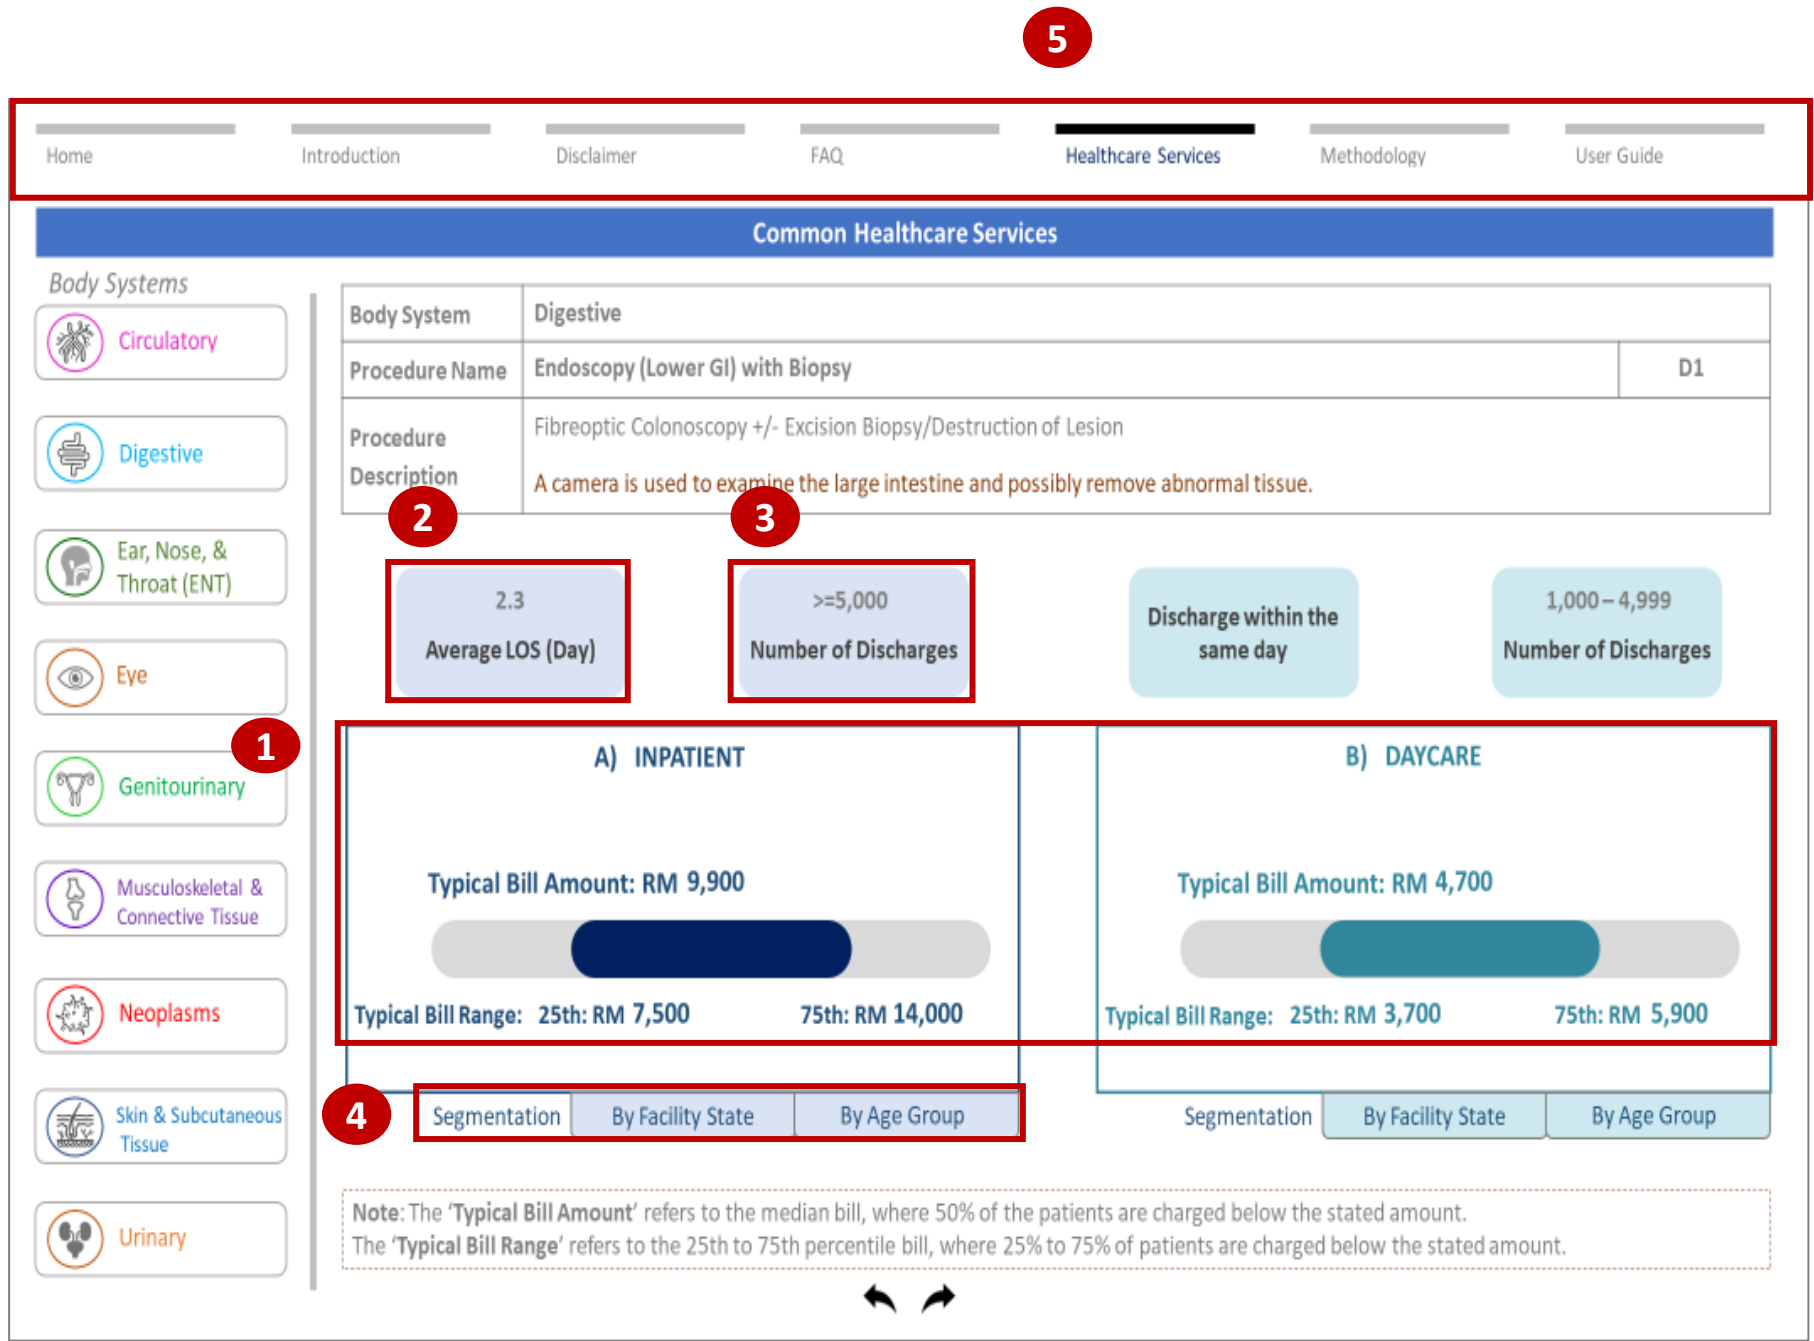 5
Home Introduction Disclaimer FAQ Healthcare Services Methodology User Guide
Common Healthcare Services
Body Systems
Circulatory
Digestive
Ear, Nose, &
Throat (ENT)
Eye
1
Genitourinary
Musculoskeletal &
Connective Tissue
Neoplasms
Skin & Subcutaneous
Tissue
Urinary
Body System Digestive
Procedure Name Endoscopy (Lower GI) with Biopsy D1
Procedure
Description
Fibreoptic Colonoscopy +/- Excision Biopsy/Destruction of Lesion
A camera is used to examine the large intestine and possibly remove abnormal tissue.
2
2.3
Average LOS (Day)
3
>=5,000
Number of Discharges
Discharge within the
same day
1,000 – 4,999
Number of Discharges
A) INPATIENT
Typical Bill Amount: RM 9,900
Typical Bill Range: 25th: RM 7,500 75th: RM 14,000
4
Segmentation By Facility State By Age Group
B) DAYCARE
Typical Bill Amount: RM 4,700
Typical Bill Range: 25th: RM 3,700 75th: RM 5,900
Segmentation By Facility State By Age Group
Note: The ‘Typical Bill Amount’ refers to the median bill, where 50% of the patients are charged below the stated amount.
The ‘Typical Bill Range’ refers to the 25th to 75th percentile bill, where 25% to 75% of patients are charged below the stated amount.